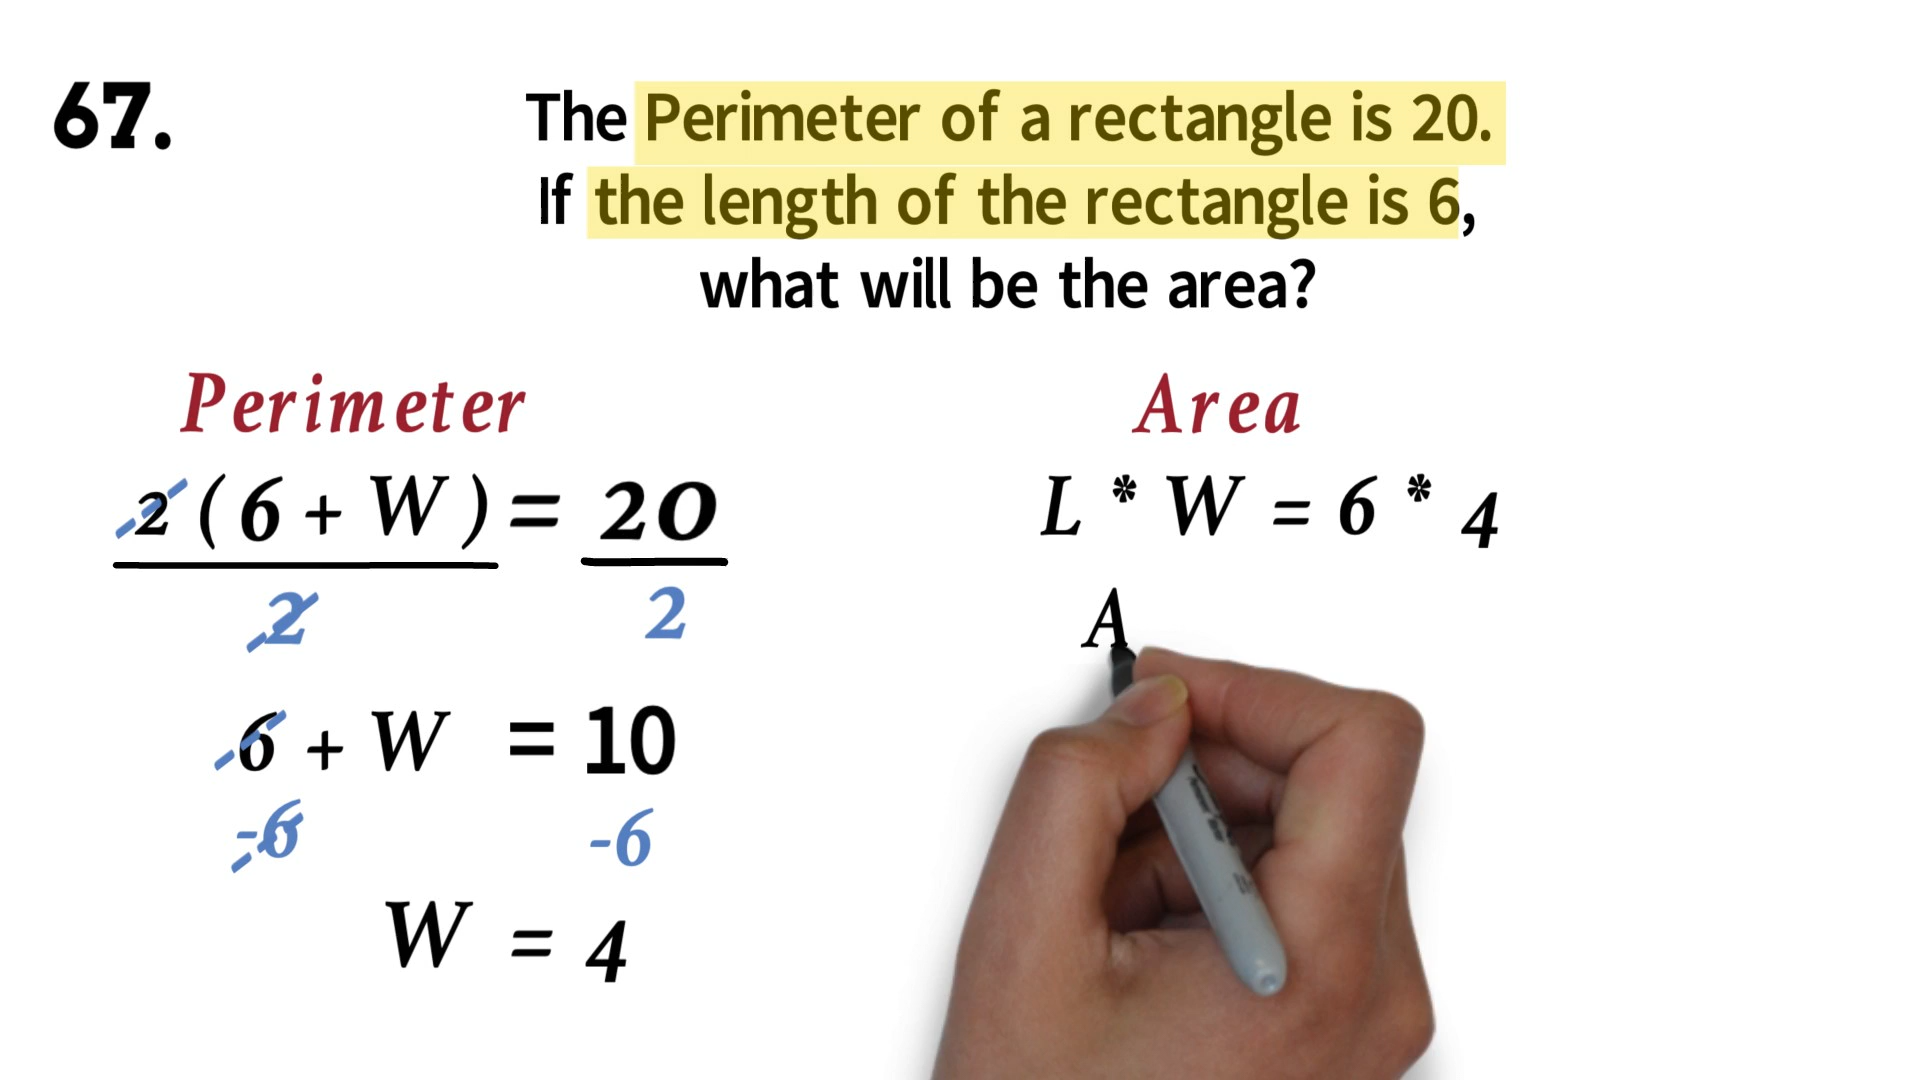 67.
The Perimeter of a rectangle is 20.
If the length of the rectangle is 6,
what will be the area?
Perimeter
2 ( 6 + W ) = 20
2 2
6 + W = 10
-6 -6
W = 4
Area
L * W = 6 * 4
A